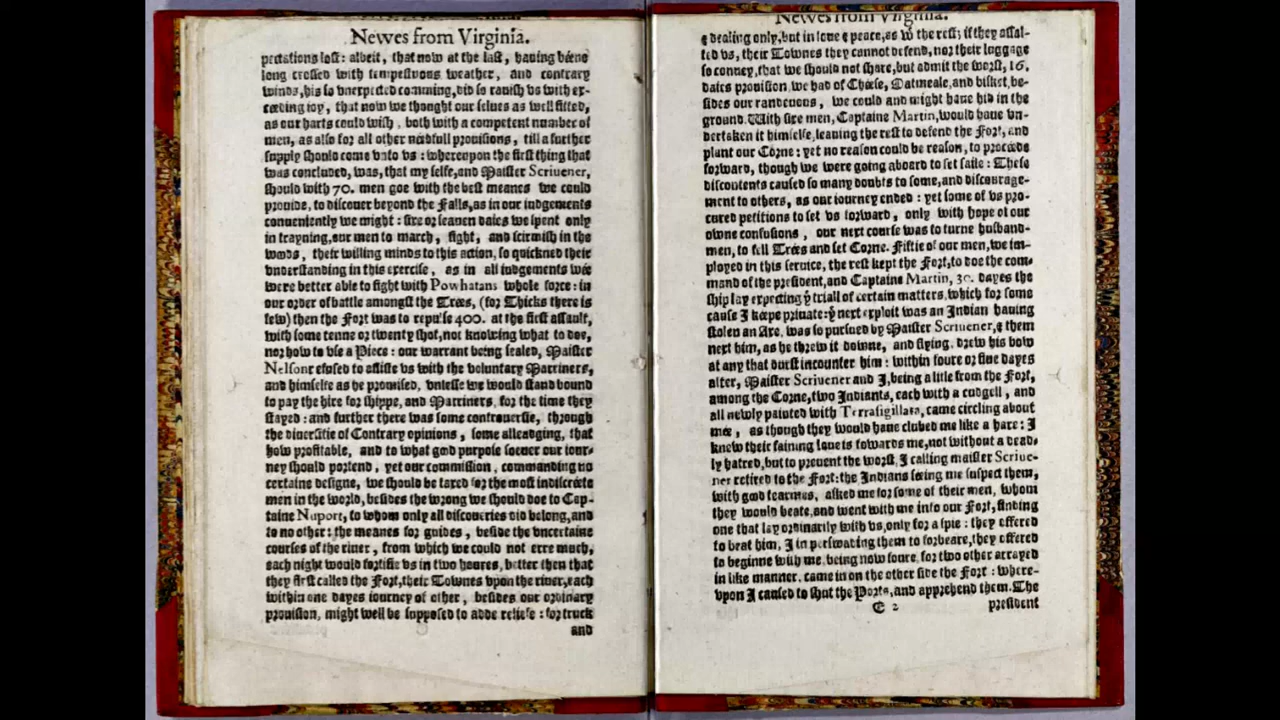 Newes from Virginia.
pectations lost: albeit, that now at the last, hauing béene
long crossed with tempestuous weather, and contrary
winds, his so vnexpected comming, did so rauish vs with ex-
céeding ioy, that now we thought our selues as well fitted,
as our harts could wish, both with a competent number of
men, as also for all other néedfull prouisions, till a further
supply should come vnto vs: whereupon the first thing that
was concluded, was, that my selfe, and Maister Scriuener,
should with 70. men goe with the best meanes we could
prouide, to discouer beyond the Falls, as in our iudgements
conueniently we might: sixe or seauen daies we spent only
in trayning, our men to march, fight, and scirmish in the
woods, their willing minds to this action, so quickned their
vnderstanding in this exercise, as in all iudgements wée
were better able to fight with Powhatans whole force: in
our order of battle amongst the Trées, (for Thicks there is
few) then the Fort was to repulse 400. at the first assault,
with some tenne or twenty shot, not knowing what to doe,
nor how to vse a Piece: our warrant being sealed, Maister
Nelson refused to assiste vs with the voluntary Marriners,
and himselfe as he promised, vnlesse we would stand bound
to pay the hire for shippe, and Marriners, for the time they
stayed: and further there was some controuersie, through
the diuersitie of Contrary opinions, some alleadging, that
how profitable, and to what good purpose soeuer our iour-
ney should portend, yet our commission, commanding no
certaine designe, we should be taxed for the most indiscréete
men in the world, besides the wrong we should doe to Cap-
taine Nuport, to whom only all discoueries did belong, and
to no other: the meanes for guides, beside the vncertaine
courses of the riuer, from which we could not erre much,
each night would fortifie vs in two houres, better then that
they first called the Fort, their Townes vpon the riuer, each
within one dayes iourney of other, besides our ordinary
prouision, might well be supposed to adde reliefe: for truck
and
Newes from Virginia.
& dealing only, but in loue & peace, as wt the rest; if they assal-
ted vs, their Townes they cannot defend, nor their luggage
so conuey, that we should not share, but admit the worst, 16.
daies prouision we had of Chéese, Oatmeale, and bisket, be-
sides our randeuous, we could and might haue hid in the
ground. With sixe men, Captaine Martin, would haue vn-
dertaken it himselfe, leauing the rest to defend the Fort, and
plant our Corne: yet no reason could be reason, to procéede
forward, though we were going aboard to set saile: These
discontents caused so many doubts to some, and discourage-
ment to others, as our iourney ended: yet some of vs pro-
cured petitions to set vs forward, only with hope of our
owne confusions, our next course was to turne husband-
men, to fell Trées and set Corne. Fiftie of our men, we im-
ployed in this seruice, the rest kept the Fort, to doe the com-
mand of the president, and Captaine Martin, 30. dayes the
ship lay expecting ye triall of certain matters, which for some
cause I kéepe priuate: ye next exploit was an Indian hauing
stolen an Axe, was so pursued by Maister Scriuener, & them
next him, as he threw it downe, and flying, drew his bow
at any that durst incounter him: within foure or fiue dayes
after, Maister Scriuener and I, being a litle from the Fort,
among the Corne, two Indians, each with a cudgell, and
all newly painted with Terrasigillata, came circling about
mée, as though they would haue clubed me like a hare: I
knew their faining loue is towards me, not without a dead-
ly hatred, but to preuent the worst, I calling maister Scriue-
ner retired to the Fort: the Indians séeing me suspect them,
with good tearmes, asked me for some of their men, whom
they would beate, and went with me into our Fort, finding
one that lay ordinarily with vs, only for a spie: they offered
to beat him, I in perswading them to forbeare, they offered
to beginne with me, being now foure, for two other arrayed
in like manner, came in on the other side the Fort: where-
upon I caused to shut the Ports, and apprehend them. The
C 2 president